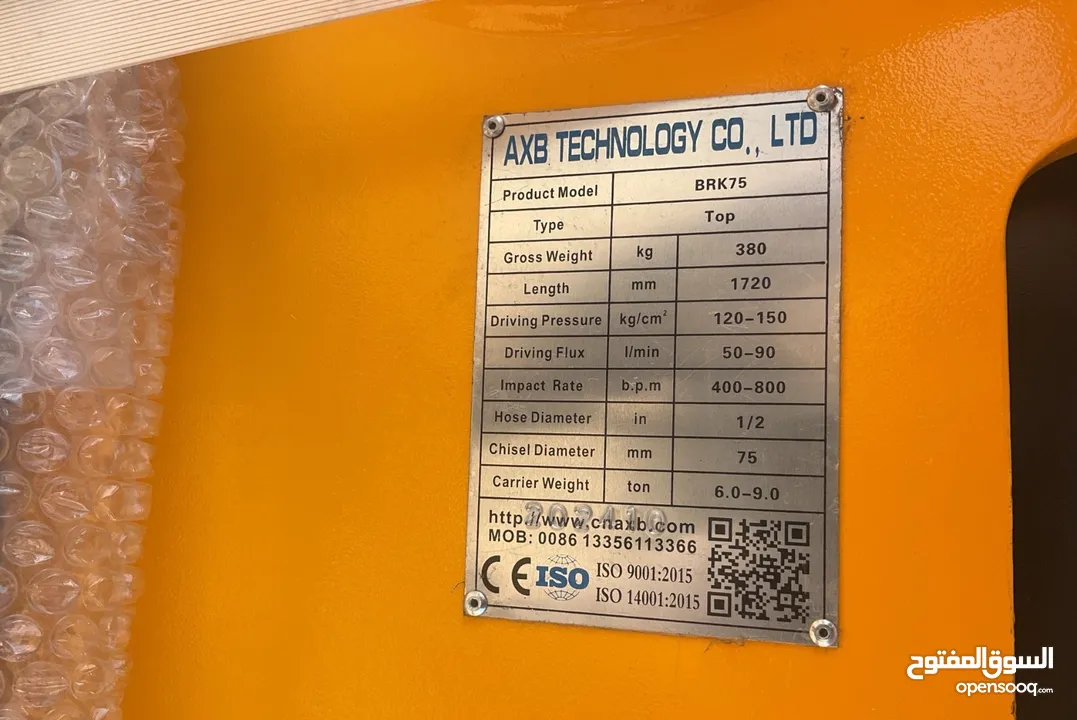 AXB TECHNOLOGY CO., LTD
Product Model BRK75
Type Top
Gross Weight kg 380
Length mm 1720
Driving Pressure kg/cm² 120-150
Driving Flux l/min 50-90
Impact Rate b.p.m 400-800
Hose Diameter in 1/2
Chisel Diameter mm 75
Carrier Weight ton 6.0-9.0
http://www.cnaxb.com
MOB: 0086 13356113366
CE ISO ISO 9001:2015
ISO 14001:2015
السوق المفتوح
opensooq.com